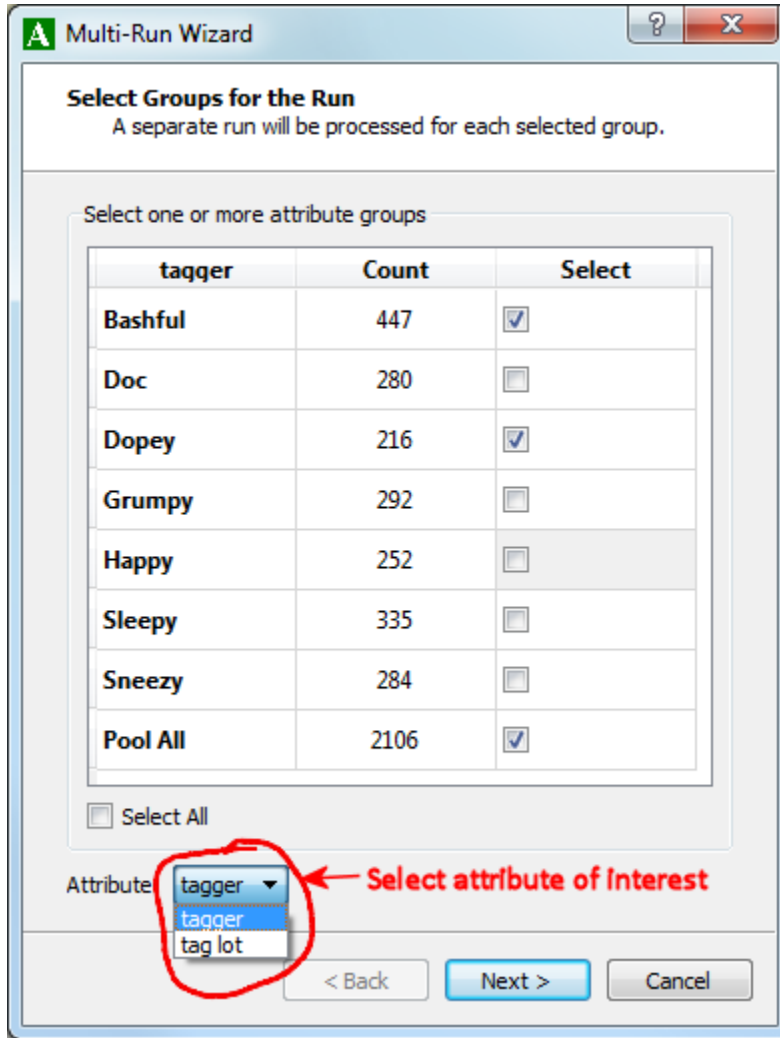 A Multi-Run Wizard ? X
Select Groups for the Run
A separate run will be processed for each selected group.
Select one or more attribute groups
tagger Count Select
Bashful 447
Doc 280
Dopey 216
Grumpy 292
Happy 252
Sleepy 335
Sneezy 284
Pool All 2106
Select All
Attribute tagger Select attribute of interest
tagger
tag lot
< Back Next > Cancel